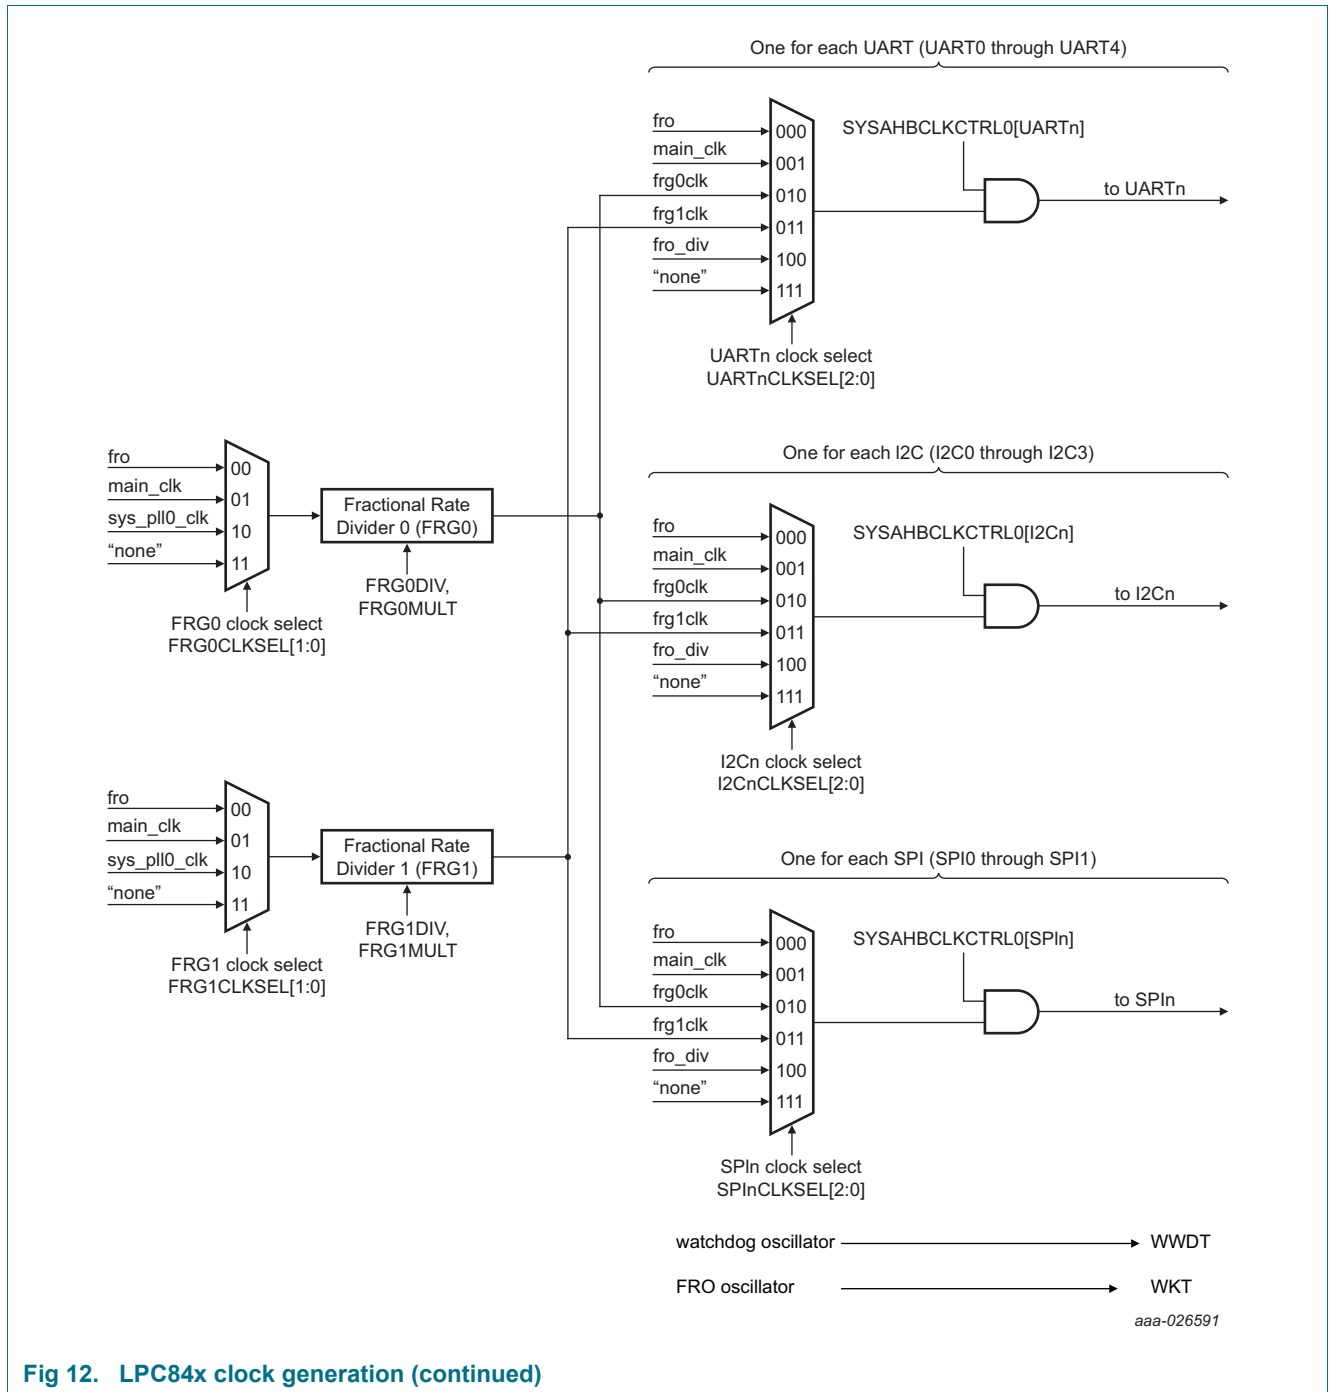 One for each UART (UART0 through UART4)
fro
000
SYSAHBCLKCTRL0[UARTn]
main_clk
001
frg0clk
010
to UARTn
frg1clk
011
fro_div
100
“none”
111
UARTn clock select
UARTnCLKSEL[2:0]
fro
00
main_clk
01
sys_pll0_clk
10
“none”
11
Fractional Rate
Divider 0 (FRG0)
FRG0DIV,
FRG0MULT
FRG0 clock select
FRG0CLKSEL[1:0]
One for each I2C (I2C0 through I2C3)
fro
000
SYSAHBCLKCTRL0[I2Cn]
main_clk
001
frg0clk
010
to I2Cn
frg1clk
011
fro_div
100
“none”
111
I2Cn clock select
I2CnCLKSEL[2:0]
fro
00
main_clk
01
sys_pll0_clk
10
“none”
11
Fractional Rate
Divider 1 (FRG1)
FRG1DIV,
FRG1MULT
FRG1 clock select
FRG1CLKSEL[1:0]
One for each SPI (SPI0 through SPI1)
fro
000
SYSAHBCLKCTRL0[SPIn]
main_clk
001
frg0clk
010
to SPIn
frg1clk
011
fro_div
100
“none”
111
SPIn clock select
SPInCLKSEL[2:0]
watchdog oscillator
WWDT
FRO oscillator
WKT
aaa-026591
Fig 12. LPC84x clock generation (continued)